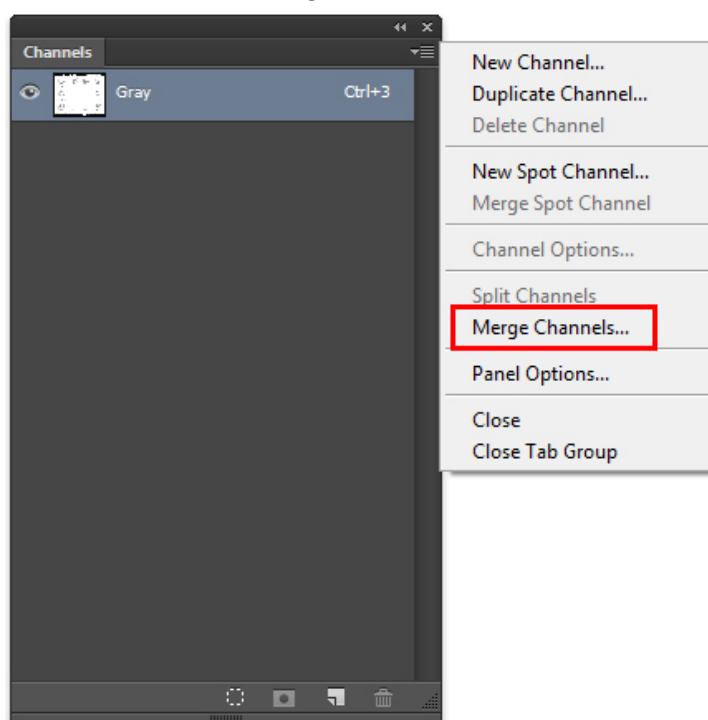 Channels
Gray Ctrl+3
New Channel...
Duplicate Channel...
Delete Channel
New Spot Channel...
Merge Spot Channel
Channel Options...
Split Channels
Merge Channels...
Panel Options...
Close
Close Tab Group